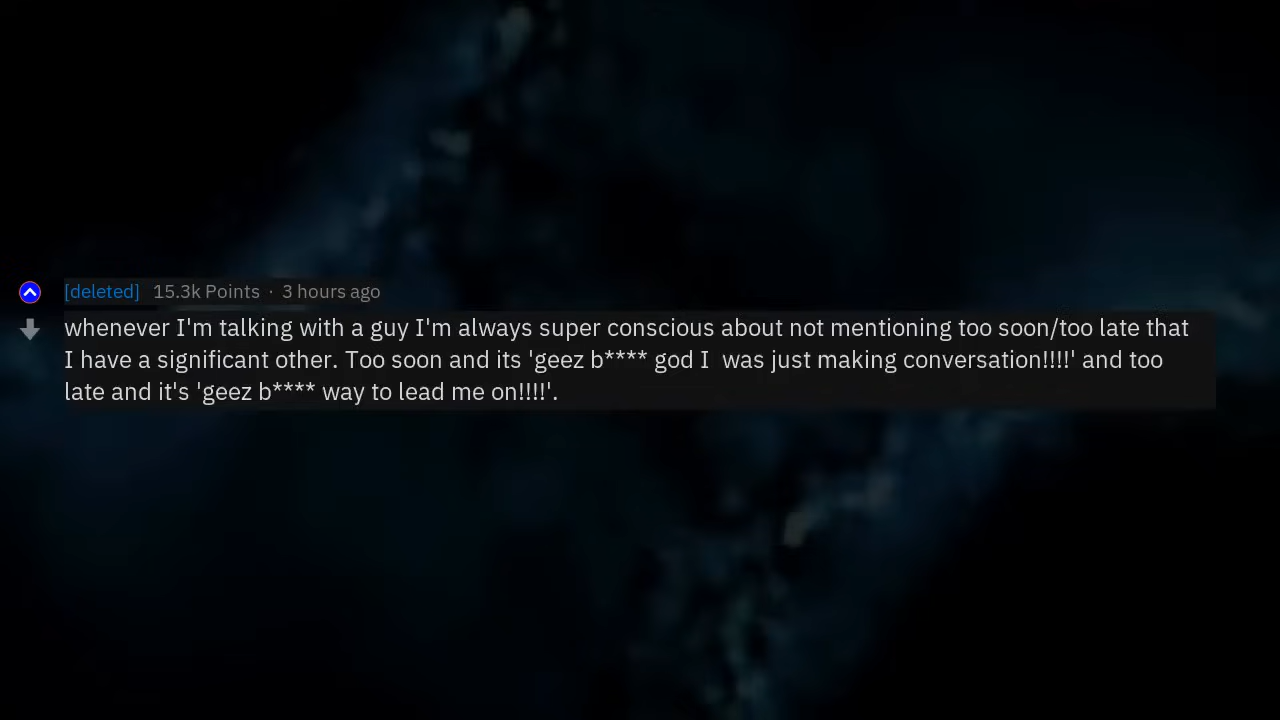 [deleted] 15.3k Points · 3 hours ago
whenever I'm talking with a guy I'm always super conscious about not mentioning too soon/too late that
I have a significant other. Too soon and its 'geez b**** god I  was just making conversation!!!!' and too
late and it's 'geez b**** way to lead me on!!!!'.